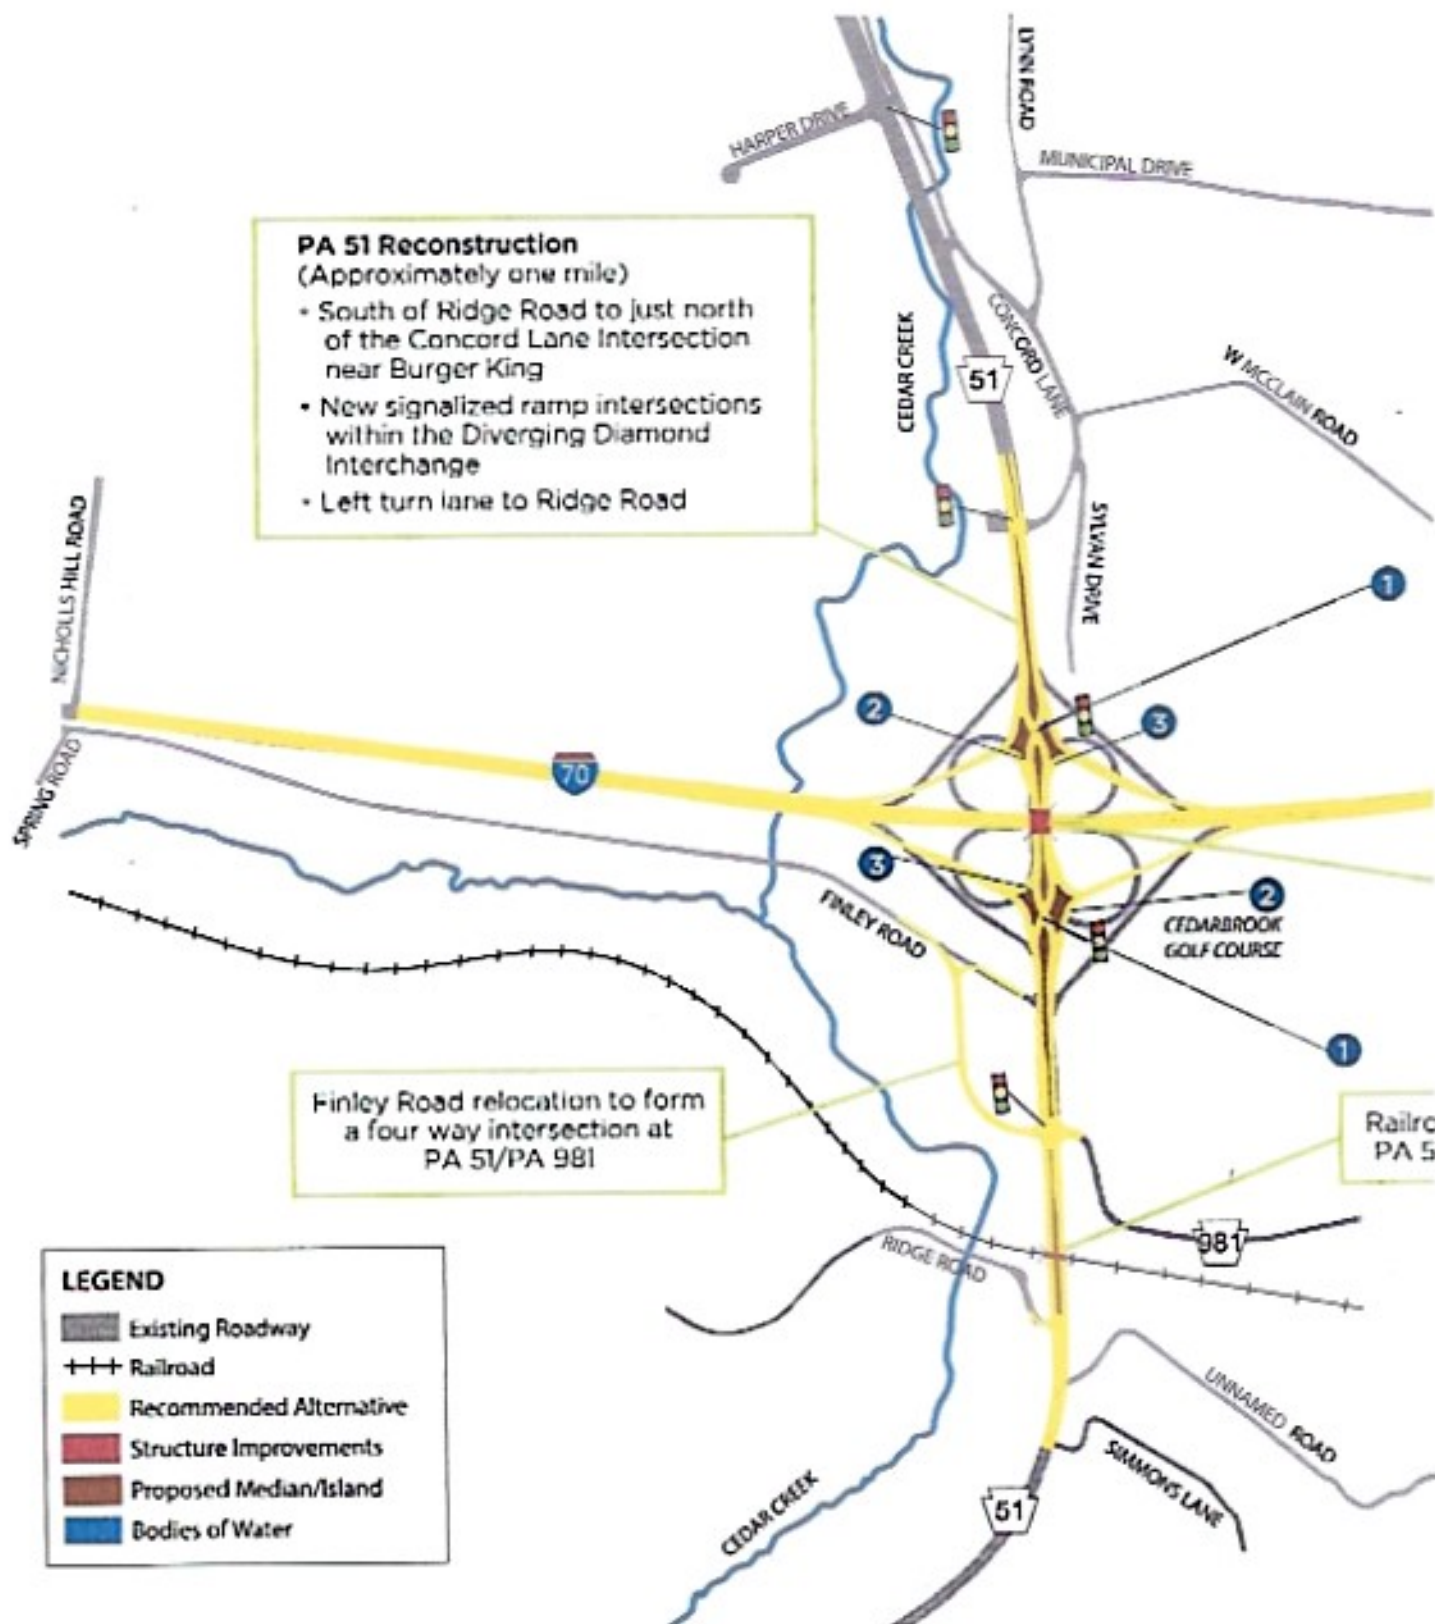 LYNN ROAD
HARPER DRIVE
MUNICIPAL DRIVE
PA 51 Reconstruction
(Approximately one mile)
• South of Ridge Road to just north
of the Concord Lane Intersection
near Burger King
• New signalized ramp intersections
within the Diverging Diamond
Interchange
• Left turn lane to Ridge Road
CEDAR CREEK
51
CONCORD LANE
W MCCLAIN ROAD
NICHOLLS HILL ROAD
SYLVAN DRIVE
1
2
3
70
SPRING ROAD
3
2
FINLEY ROAD
CEDARBROOK
GOLF COURSE
1
Finley Road relocation to form
a four way intersection at
PA 51/PA 981
Railro
PA 5
981
RIDGE ROAD
LEGEND
Existing Roadway
Railroad
Recommended Alternative
Structure Improvements
Proposed Median/Island
Bodies of Water
UNNAMED ROAD
SIMMONS LANE
51
CEDAR CREEK